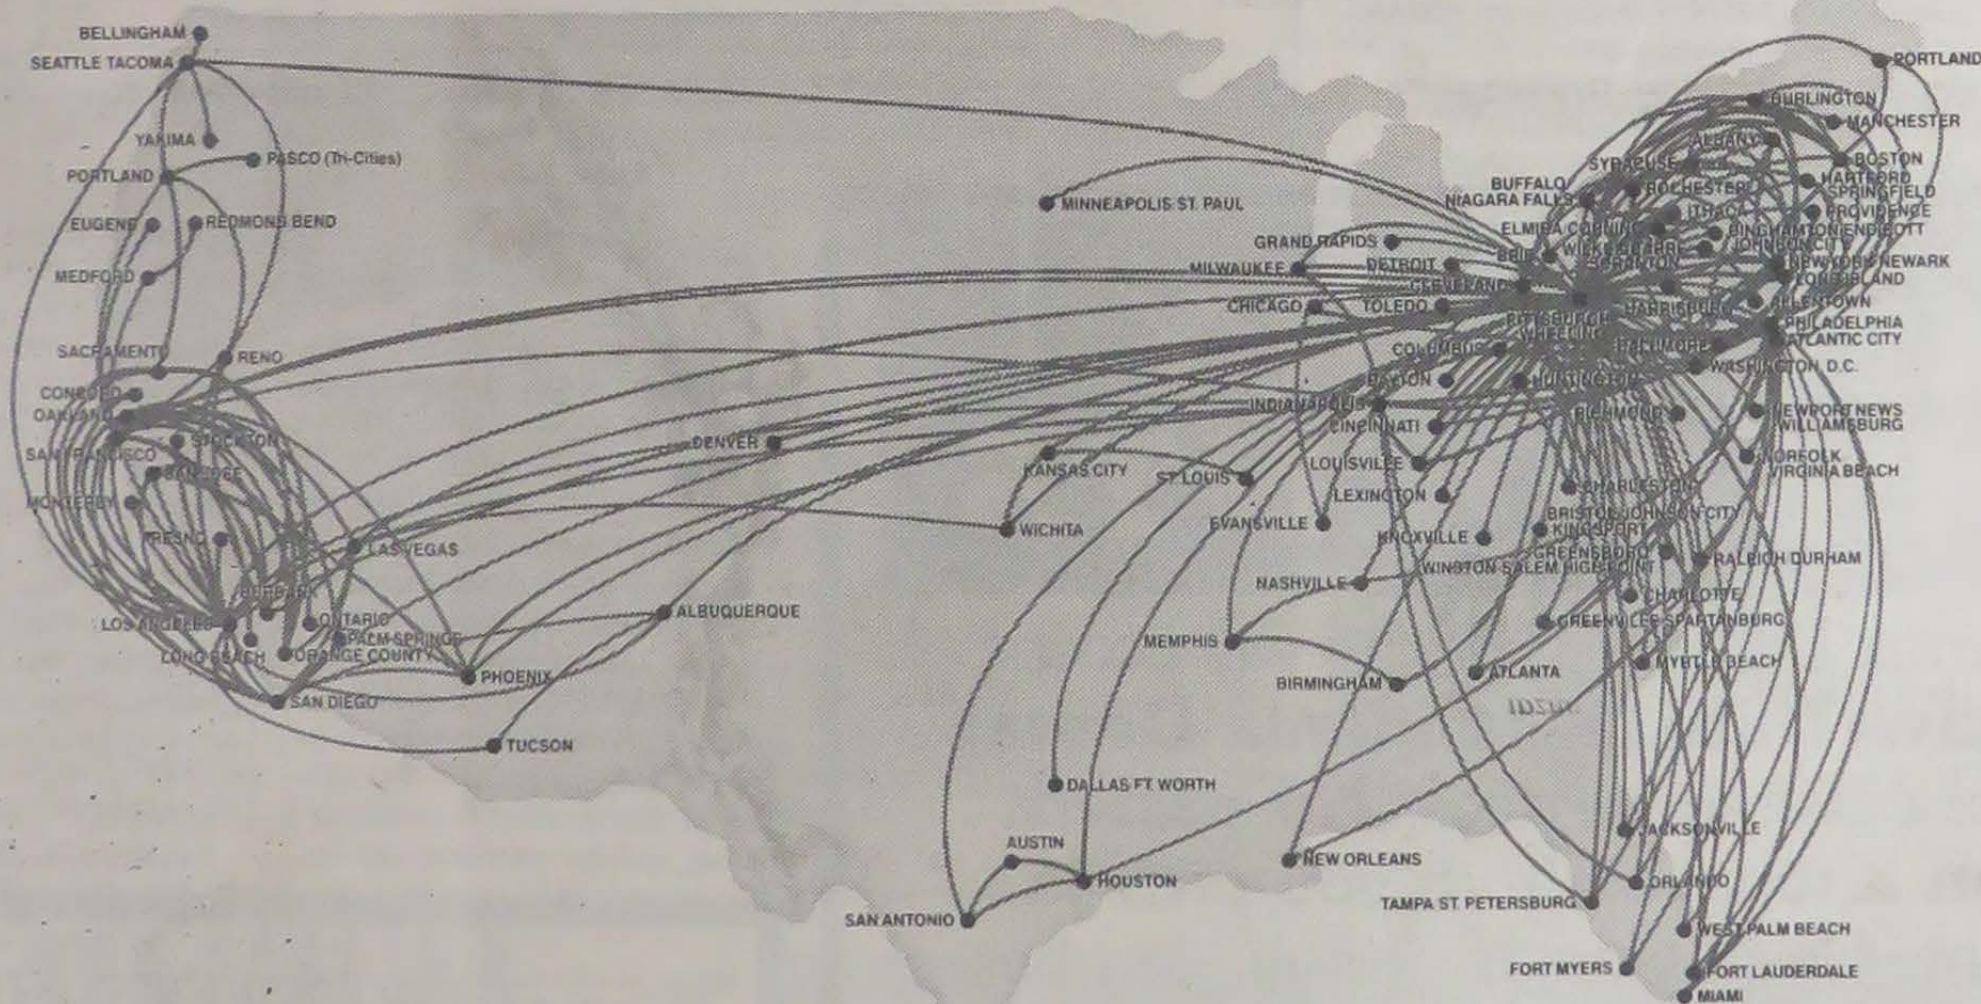 BELLINGHAM
SEATTLE TACOMA
YAKIMA
PASCO (Tri-Cities)
PORTLAND
EUGENE
REDMONS BEND
MEDFORD
SACRAMENTO
RENO
CONCORD
OAKLAND
STOCKTON
SAN FRANCISCO
SAN JOSE
MONTEREY
FRESNO
LAS VEGAS
BURBANK
LOS ANGELES
ONTARIO
PALM SPRINGS
LONG BEACH
ORANGE COUNTY
SAN DIEGO
PHOENIX
TUCSON
ALBUQUERQUE
DENVER
MINNEAPOLIS ST. PAUL
GRAND RAPIDS
MILWAUKEE
DETROIT
CHICAGO
TOLEDO
CLEVELAND
COLUMBUS
DAYTON
INDIANAPOLIS
CINCINNATI
KANSAS CITY
ST. LOUIS
LOUISVILLE
LEXINGTON
WICHITA
EVANSVILLE
KNOXVILLE
NASHVILLE
MEMPHIS
BIRMINGHAM
ATLANTA
DALLAS FT. WORTH
AUSTIN
HOUSTON
SAN ANTONIO
NEW ORLEANS
PORTLAND
BURLINGTON
MANCHESTER
ALBANY
SYRACUSE
BOSTON
BUFFALO
NIAGARA FALLS
ROCHESTER
HARTFORD
SPRINGFIELD
ITHACA
PROVIDENCE
ELMIRA CORNING
BINGHAMTON ENDICOTT
JOHNSON CITY
ERIE
WILKES BARRE
SCRANTON
NEW YORK NEWARK
LONG ISLAND
HARRISBURG
ALLENTOWN
PITTSBURGH
WHEELING
PHILADELPHIA
ATLANTIC CITY
BALTIMORE
WASHINGTON, D.C.
HUNTINGTON
RICHMOND
NEWPORT NEWS
WILLIAMSBURG
NORFOLK
VIRGINIA BEACH
CHARLESTON
BRISTOL JOHNSON CITY
KINGSPORT
GREENSBORO
WINSTON SALEM HIGH POINT
RALEIGH DURHAM
CHARLOTTE
GREENVILLE SPARTANBURG
MYRTLE BEACH
JACKSONVILLE
ORLANDO
TAMPA ST. PETERSBURG
WEST PALM BEACH
FORT MYERS
FORT LAUDERDALE
MIAMI